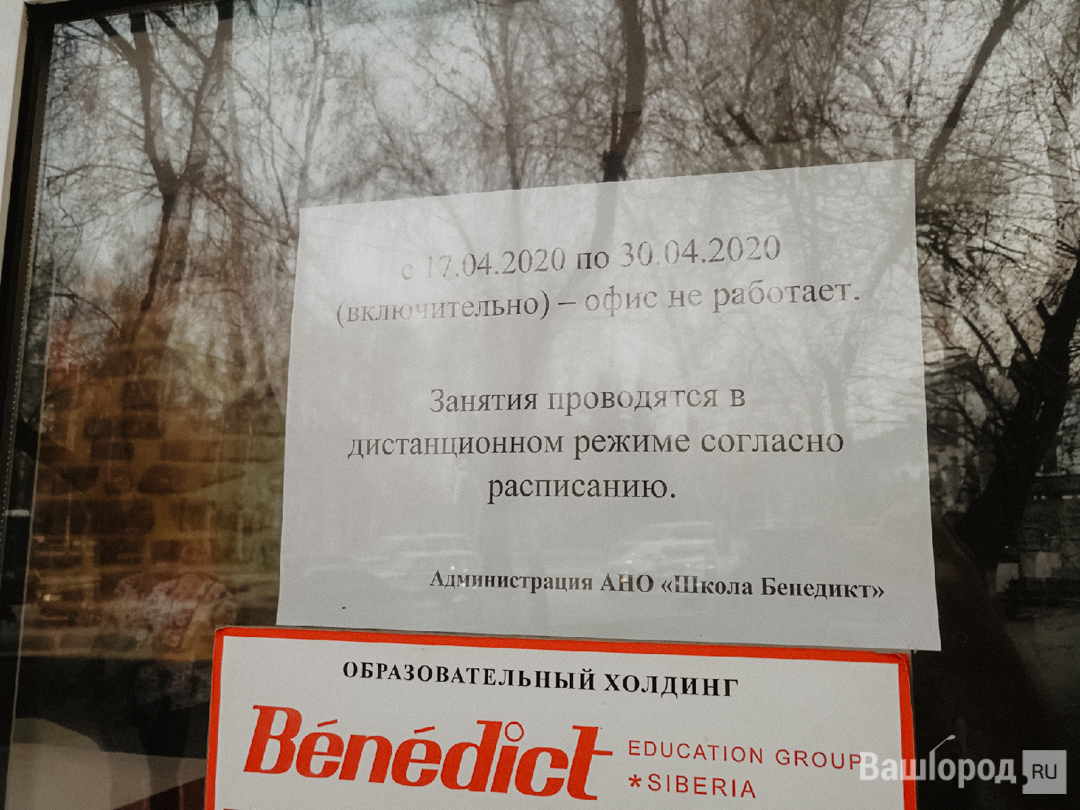 с 17.04.2020 по 30.04.2020
(включительно) – офис не работает.
Занятия проводятся в
дистанционном режиме согласно
расписанию.
Администрация АНО «Школа Бенедикт»
ОБРАЗОВАТЕЛЬНЫЙ ХОЛДИНГ
Bénédict EDUCATION GROUP
*SIBERIA
ВашГород.RU